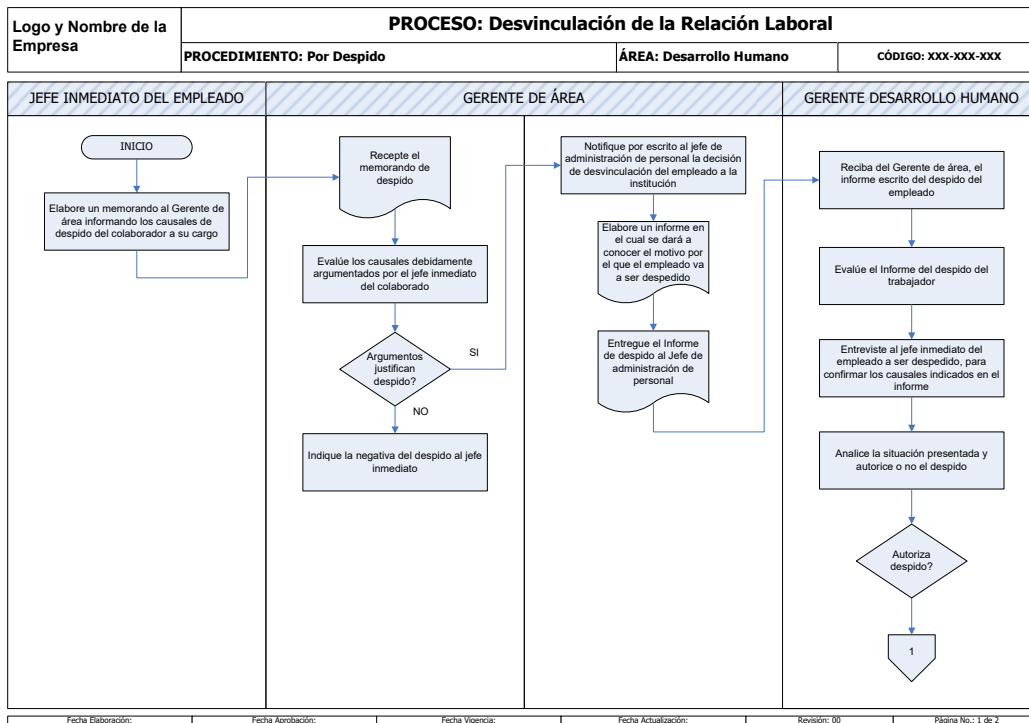 Logo y Nombre de la
Empresa
PROCESO: Desvinculación de la Relación Laboral
PROCEDIMIENTO: Por Despido
ÁREA: Desarrollo Humano
CÓDIGO: XXX-XXX-XXX
JEFE INMEDIATO DEL EMPLEADO
GERENTE DE ÁREA
GERENTE DESARROLLO HUMANO
INICIO
Elabore un memorando al Gerente de
área informando los causales de
despido del colaborador a su cargo
Recepte el
memorando de
despido
Evalúe los causales debidamente
argumentados por el jefe inmediato
del colaborado
Argumentos
justifican
despido?
SI
NO
Indique la negativa del despido al jefe
inmediato
Notifique por escrito al jefe de
administración de personal la decisión
de desvinculación del empleado a la
institución
Elabore un informe en
el cual se dará a
conocer el motivo por
el que el empleado va
a ser despedido
Entregue el Informe
de despido al Jefe de
administración de
personal
Reciba del Gerente de área, el
informe escrito del despido del
empleado
Evalúe el Informe del despido del
trabajador
Entreviste al jefe inmediato del
empleado a ser despedido, para
confirmar los causales indicados en el
informe
Analice la situación presentada y
autorice o no el despido
Autoriza
despido?
1
Fecha Elaboración:
Fecha Aprobación:
Fecha Vigencia:
Fecha Actualización:
Revisión: 00
Página No.: 1 de 2